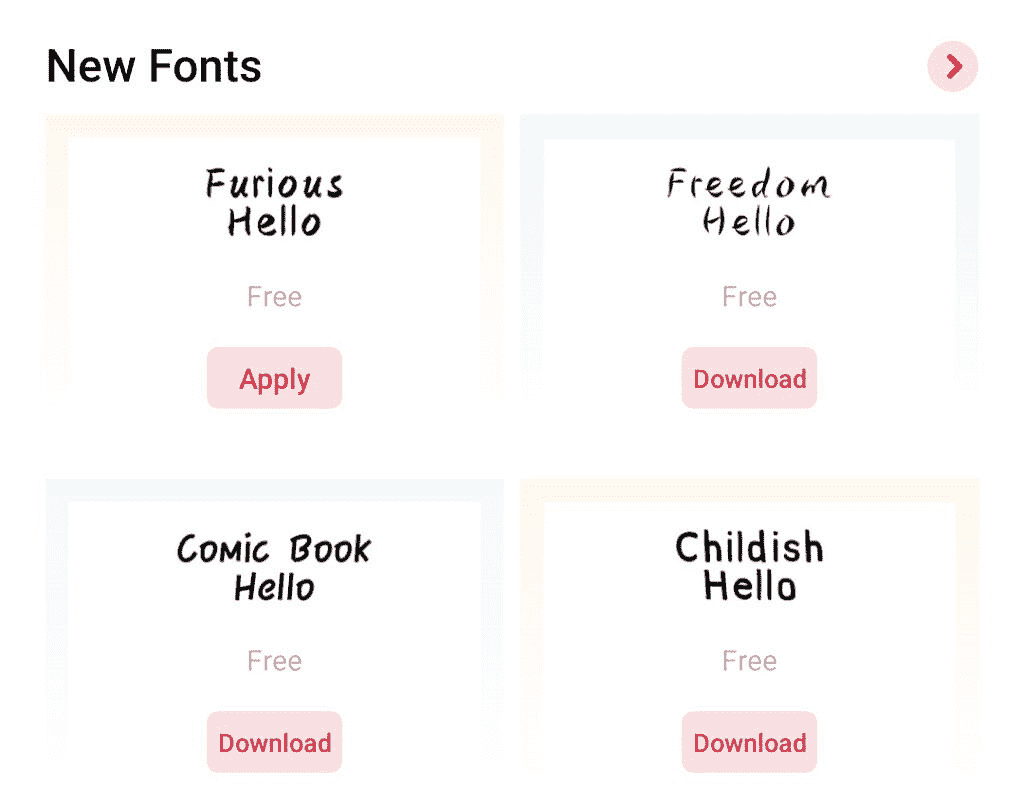 New Fonts
Furious
Hello
Free
Apply
Freedom
Hello
Free
Download
Comic Book
Hello
Free
Download
Childish
Hello
Free
Download